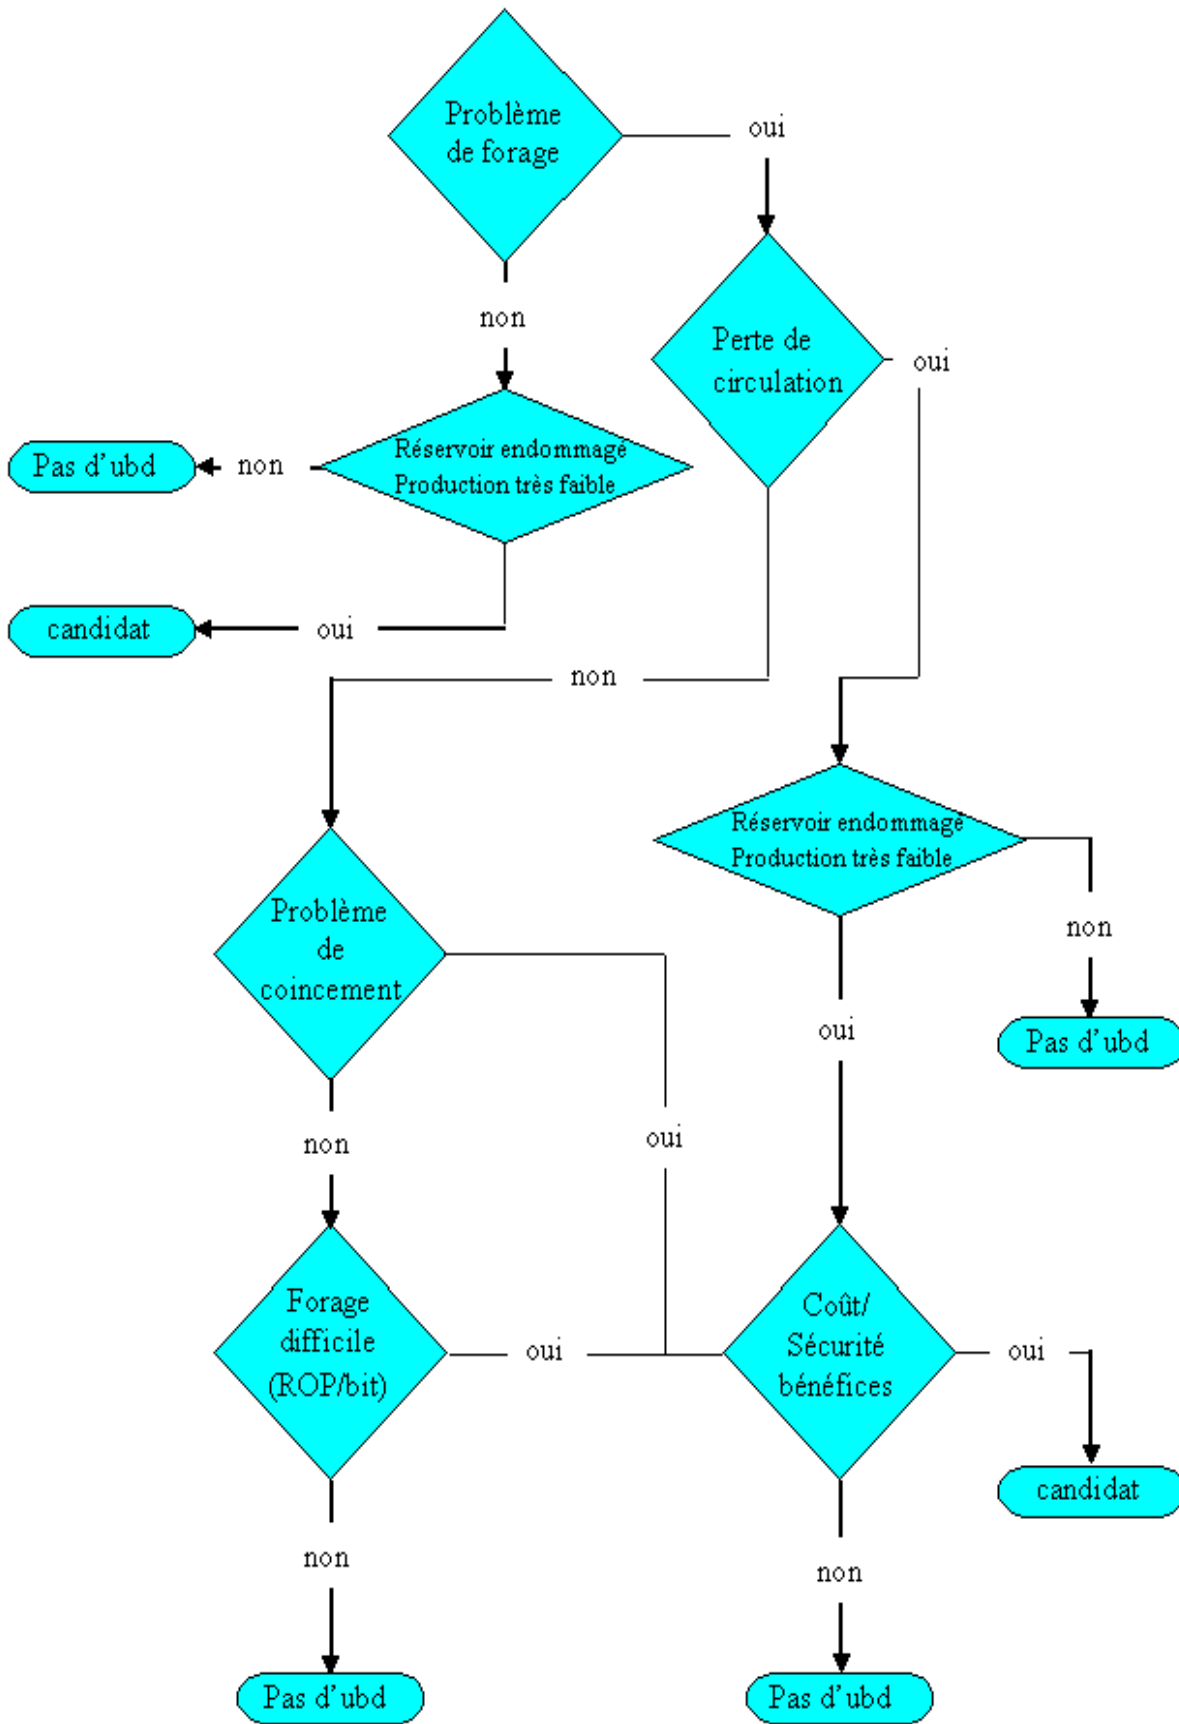 Problème
de forage
oui
non
Perte de
circulation
oui
Réservoir endommagé
Production très faible
non
Pas d'ubd
oui
candidat
non
Réservoir endommagé
Production très faible
non
Pas d'ubd
oui
Problème
de
coincement
oui
non
Forage
difficile
(ROP/bit)
oui
Coût/
Sécurité
bénéfices
oui
candidat
non
Pas d'ubd
non
Pas d'ubd